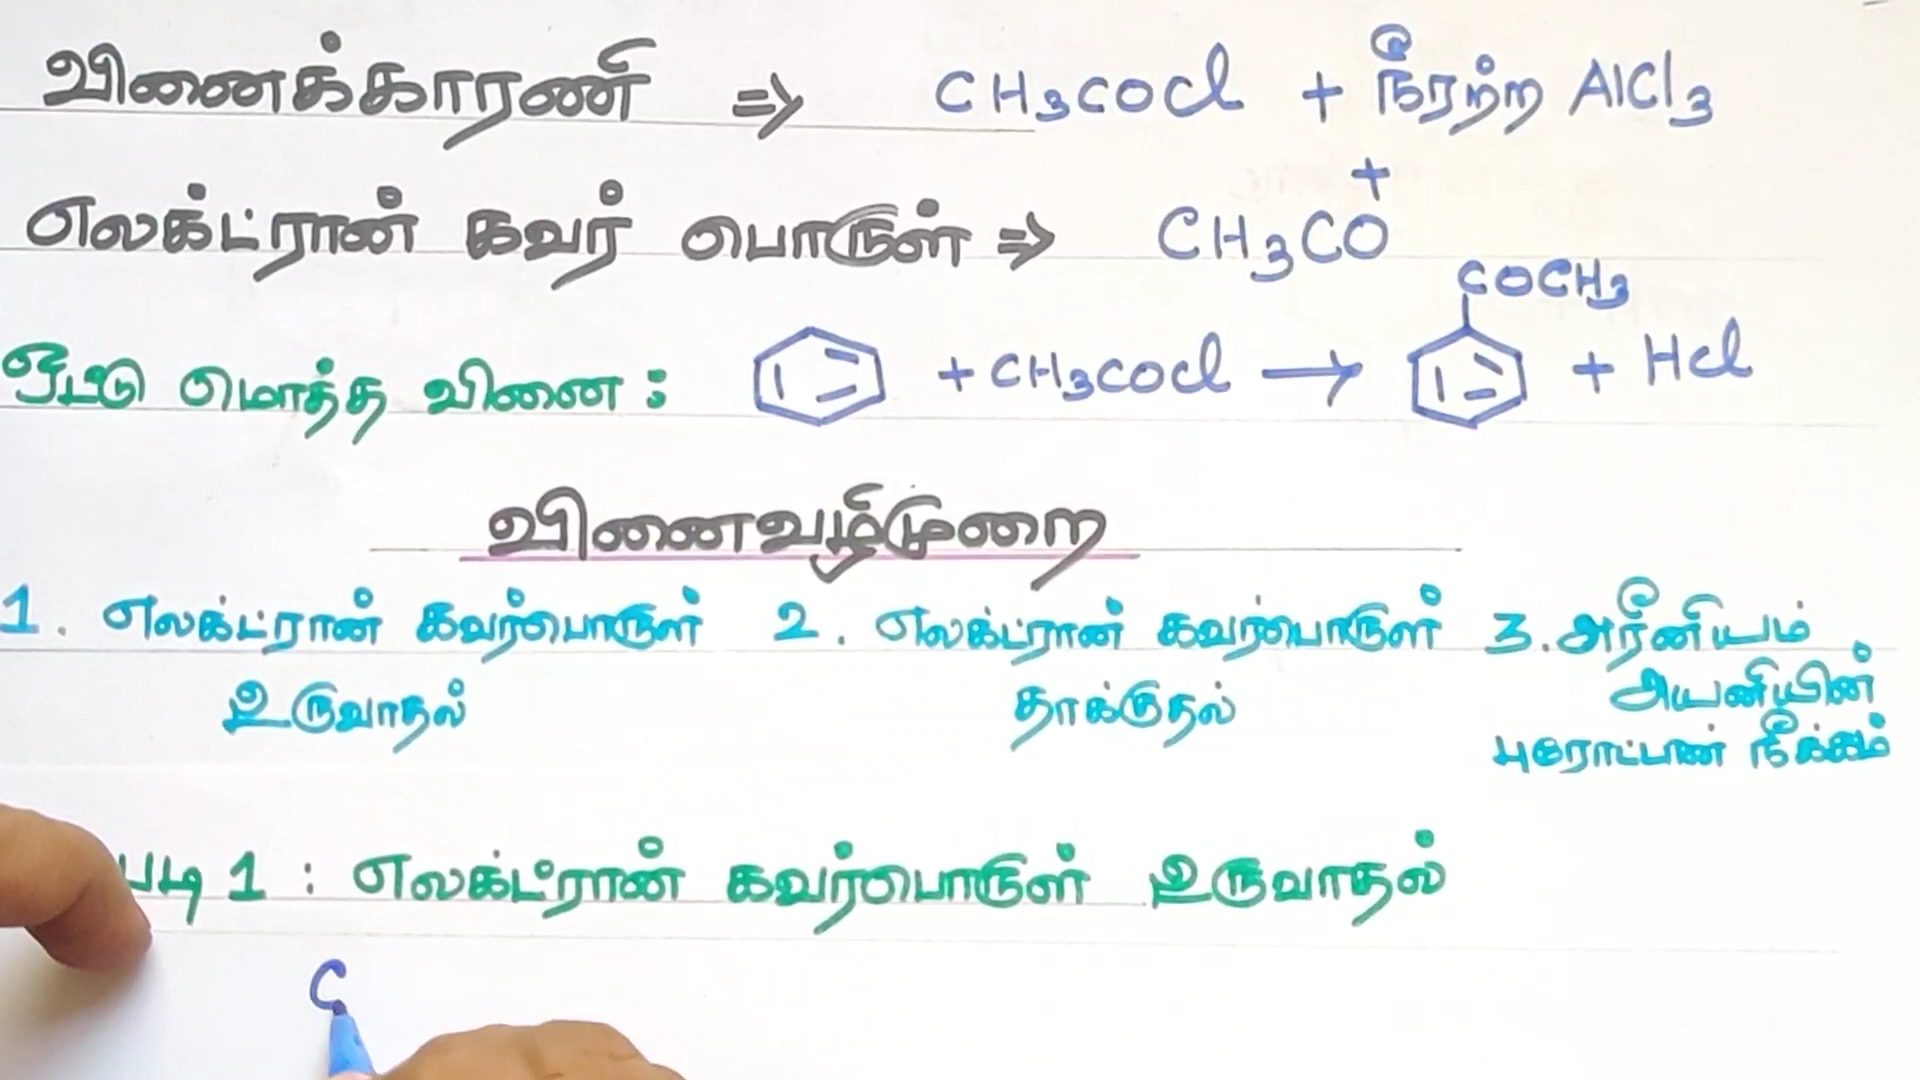 வினைக்காரணி ⇒ CH₃COCl + நீரற்ற AlCl₃
எலக்ட்ரான் கவர் பொருள் ⇒ CH₃CO⁺
ஒட்டு மொத்த வினை : + CH₃COCl → COCH₃ + HCl
வினைவழிமுறை
1. எலக்ட்ரான் கவர்பொருள் உருவாதல்
2. எலக்ட்ரான் கவர்பொருள் தாக்குதல்
3. அரீனியம் அயனியின் புரோட்டான் நீக்கம்
படி 1 : எலக்ட்ரான் கவர்பொருள் உருவாதல்
C